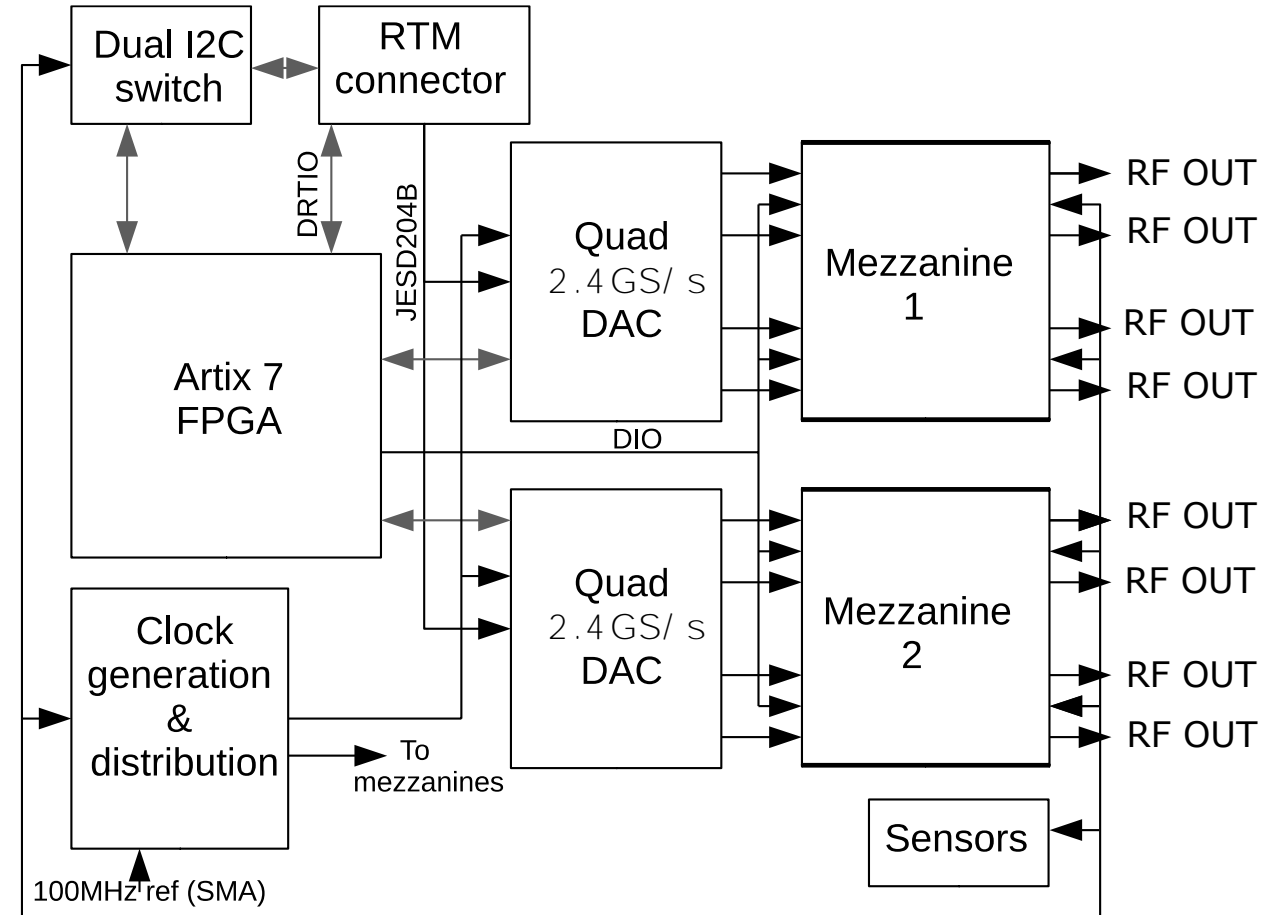 Dual I2C
switch
RTM
connector
DRTIO
JESD204B
Quad
2.4GS/ s
DAC
Mezzanine
1
RF OUT
RF OUT
RF OUT
RF OUT
Artix 7
FPGA
DIO
Quad
2.4GS/ s
DAC
Mezzanine
2
RF OUT
RF OUT
RF OUT
RF OUT
Clock
generation
&
distribution
To
mezzanines
Sensors
100MHz ref (SMA)